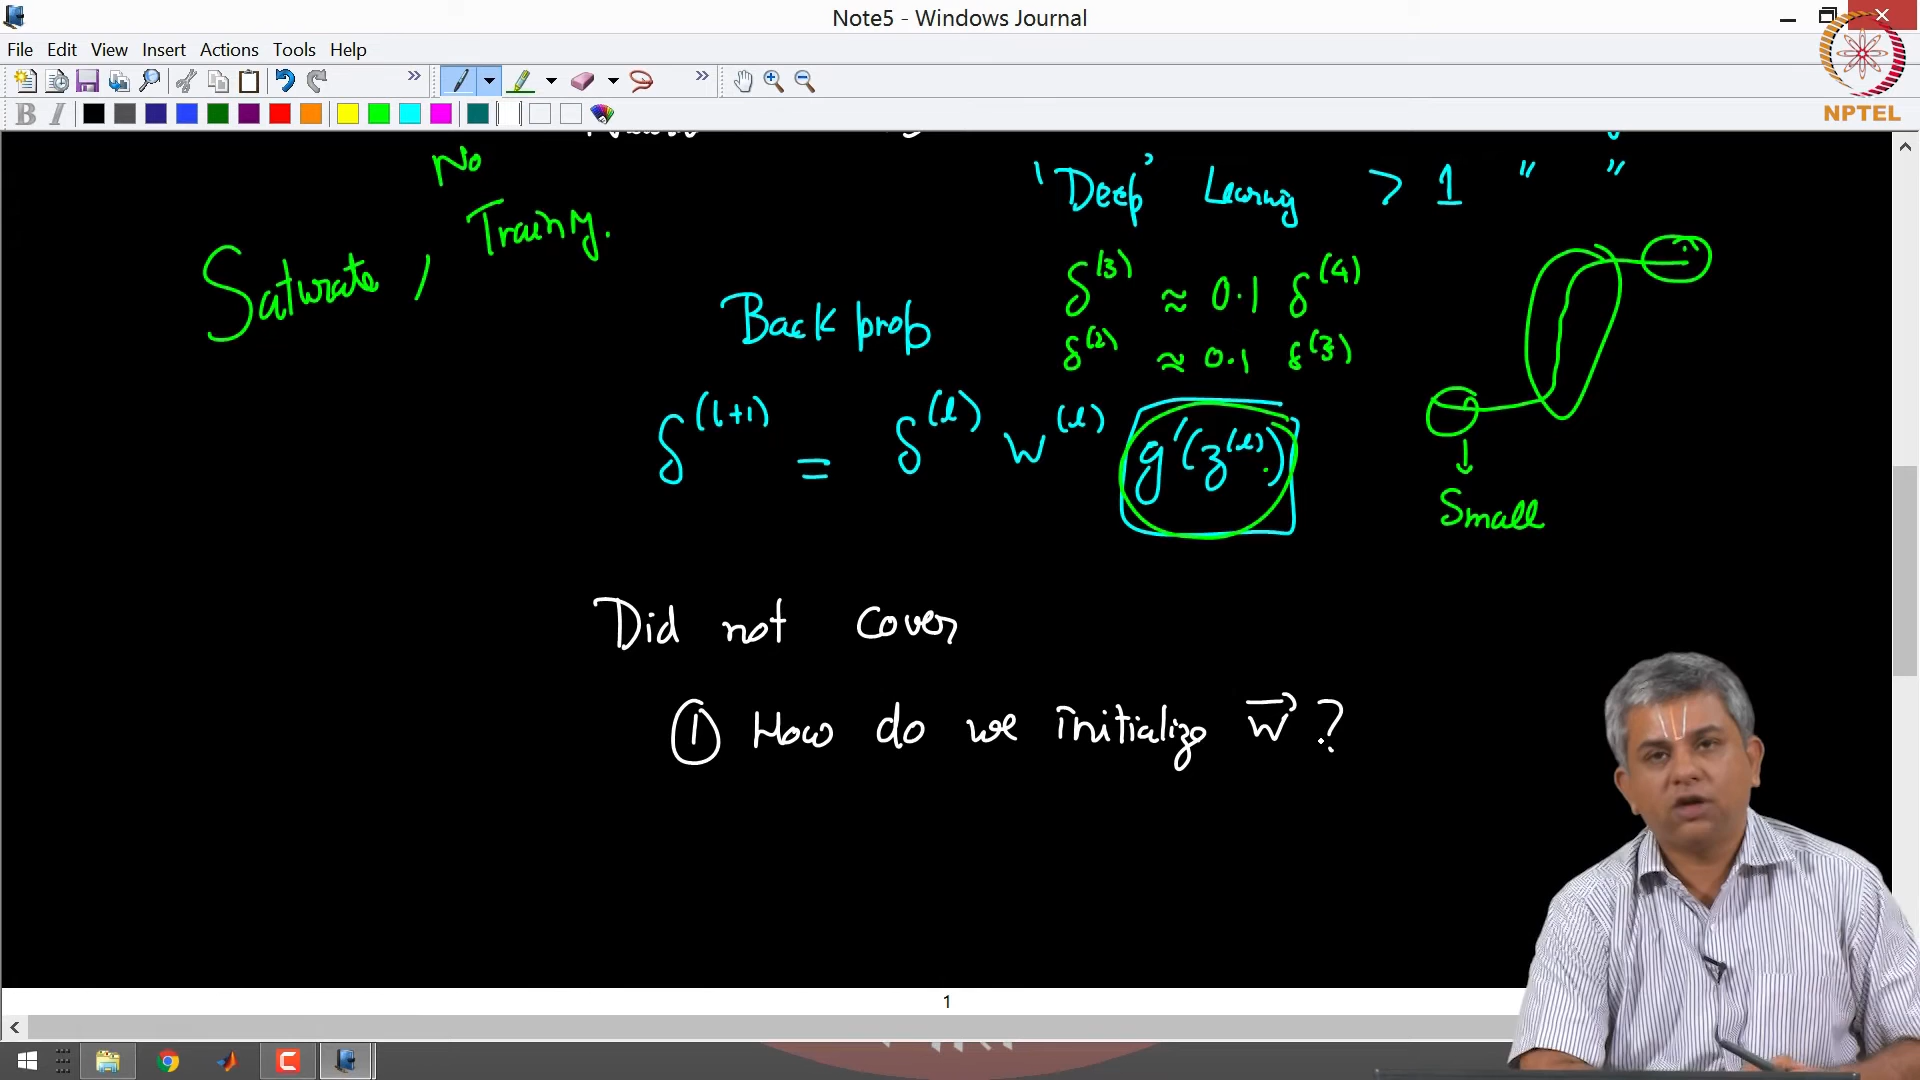 Note5 - Windows Journal
File Edit View Insert Actions Tools Help
B I
NPTEL
No
Training.
Saturate,
'Deep' Learning > 1 " "
δ^(3) ≈ 0.1 δ^(4)
Back prop
δ^(2) ≈ 0.1 δ^(3)
δ^(l+1) = δ^(l) W^(l) g'(z^(l))
Small
Did not cover
① How do we initialize w⃗ ?
1